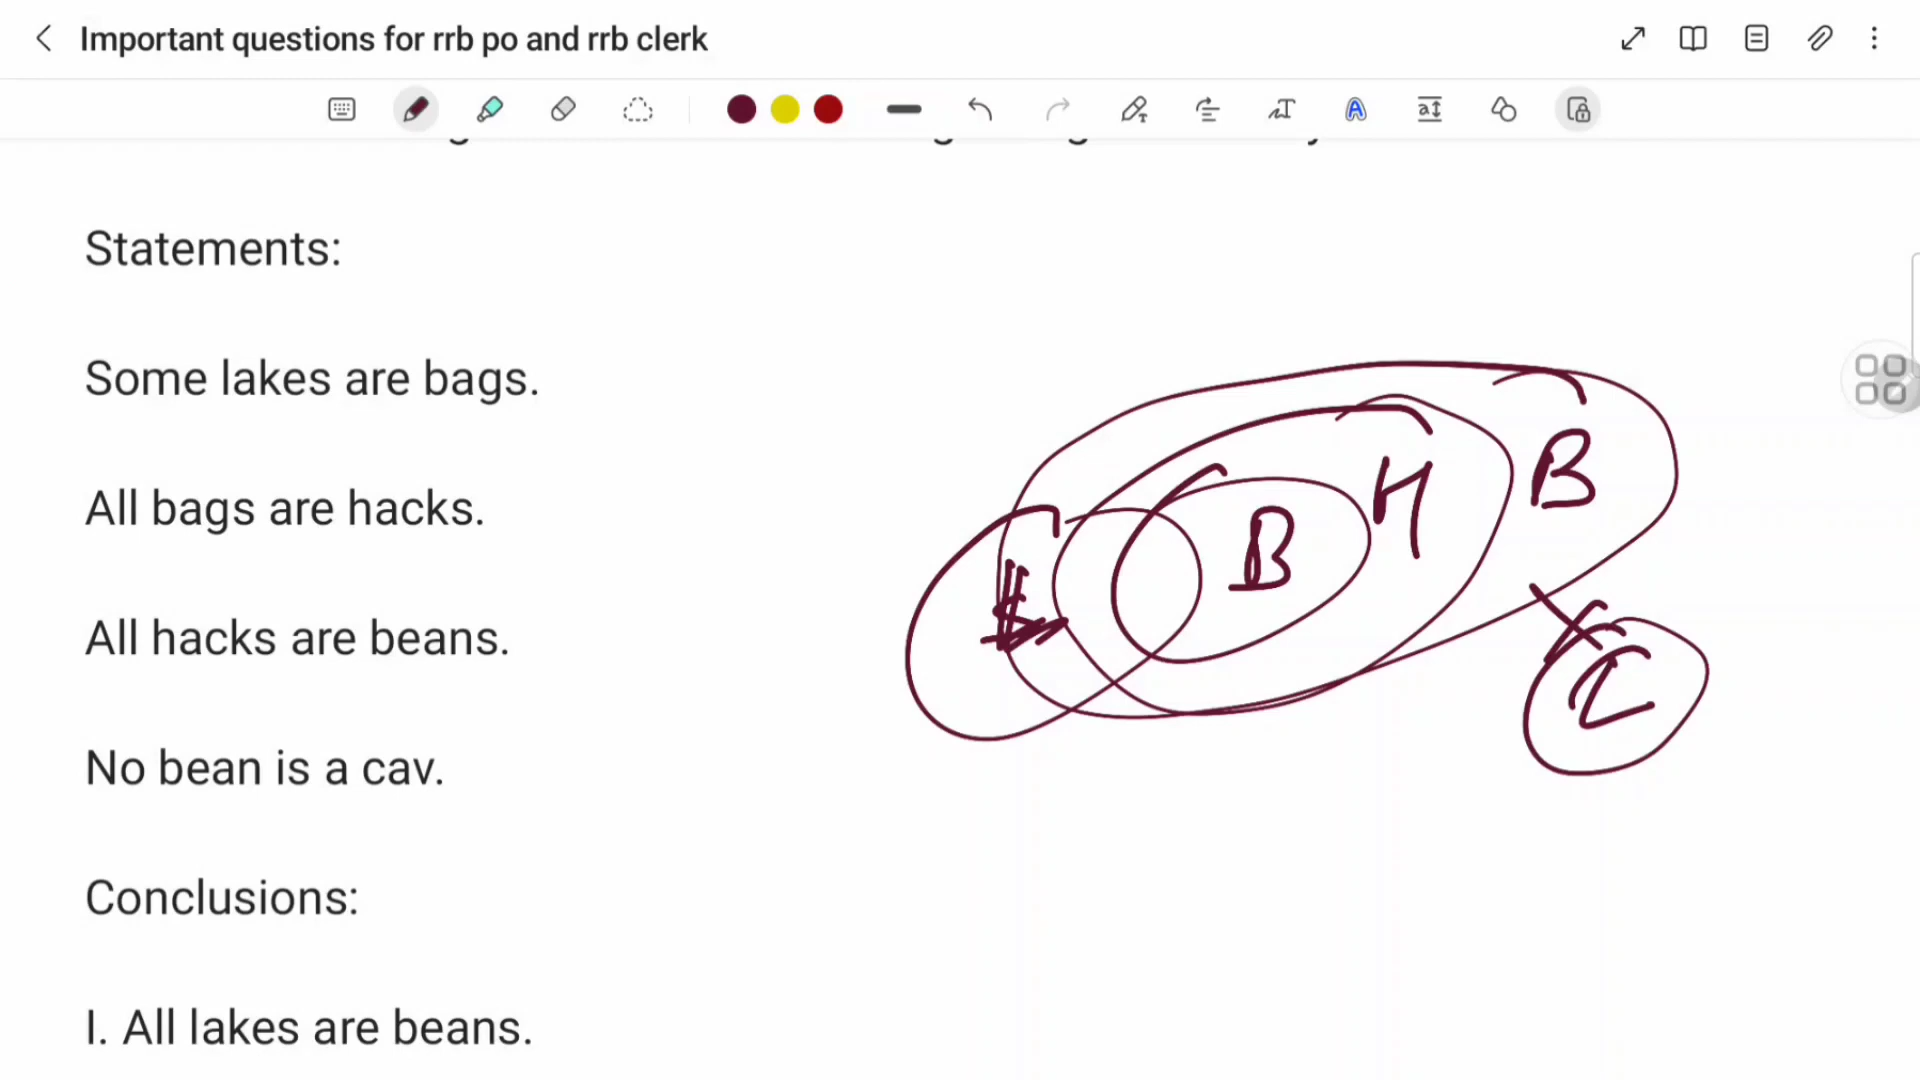 Important questions for rrb po and rrb clerk
Statements:
Some lakes are bags.
All bags are hacks.
All hacks are beans.
No bean is a cav.
Conclusions:
I. All lakes are beans.
B
H
B
L
C